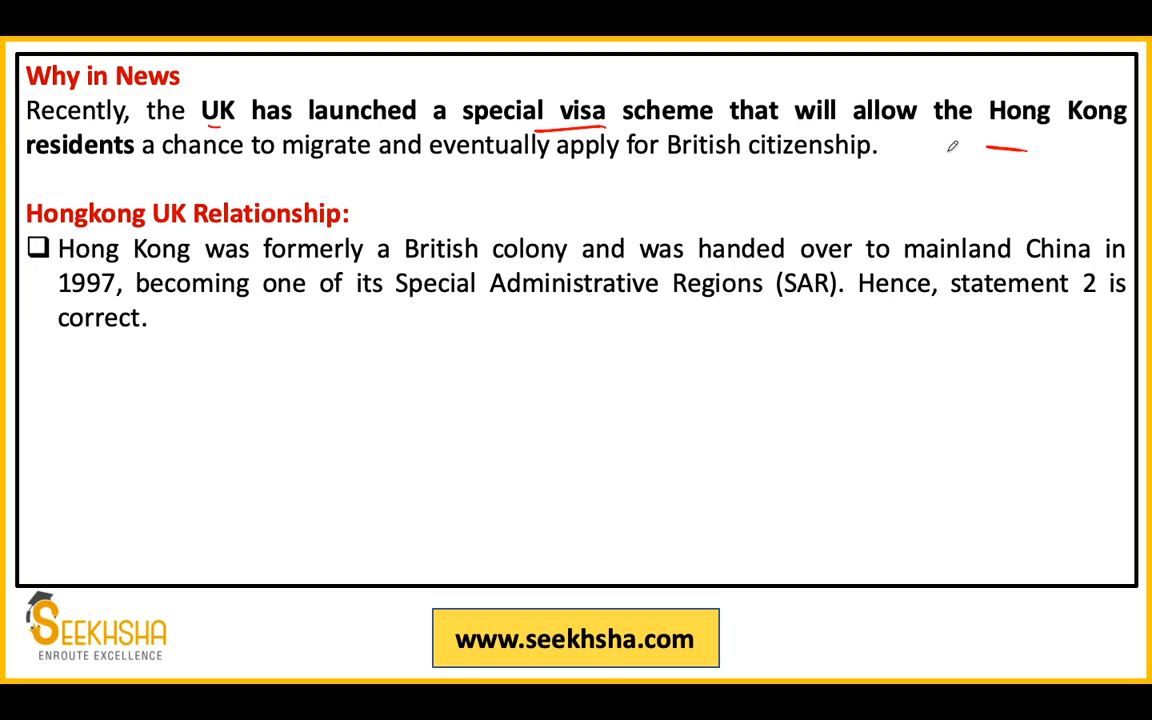 Why in News
Recently, the UK has launched a special visa scheme that will allow the Hong Kong
residents a chance to migrate and eventually apply for British citizenship.
Hongkong UK Relationship:
❑ Hong Kong was formerly a British colony and was handed over to mainland China in
1997, becoming one of its Special Administrative Regions (SAR). Hence, statement 2 is
correct.
SEEKHSHA
ENROUTE EXCELLENCE
www.seekhsha.com